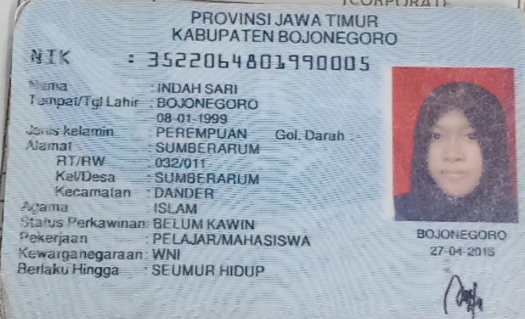 CORPORATE
PROVINSI JAWA TIMUR
KABUPATEN BOJONEGORO
NIK : 3522064801990005
Nama : INDAH SARI
Tempat/Tgl Lahir : BOJONEGORO
08-01-1999
Jenis kelamin : PEREMPUAN Gol. Darah : -
Alamat : SUMBERARUM
RT/RW : 032/011
Kel/Desa : SUMBERARUM
Kecamatan : DANDER
Agama : ISLAM
Status Perkawinan: BELUM KAWIN
Pekerjaan : PELAJAR/MAHASISWA
Kewarganegaraan: WNI
Berlaku Hingga : SEUMUR HIDUP
BOJONEGORO
27-04-2015